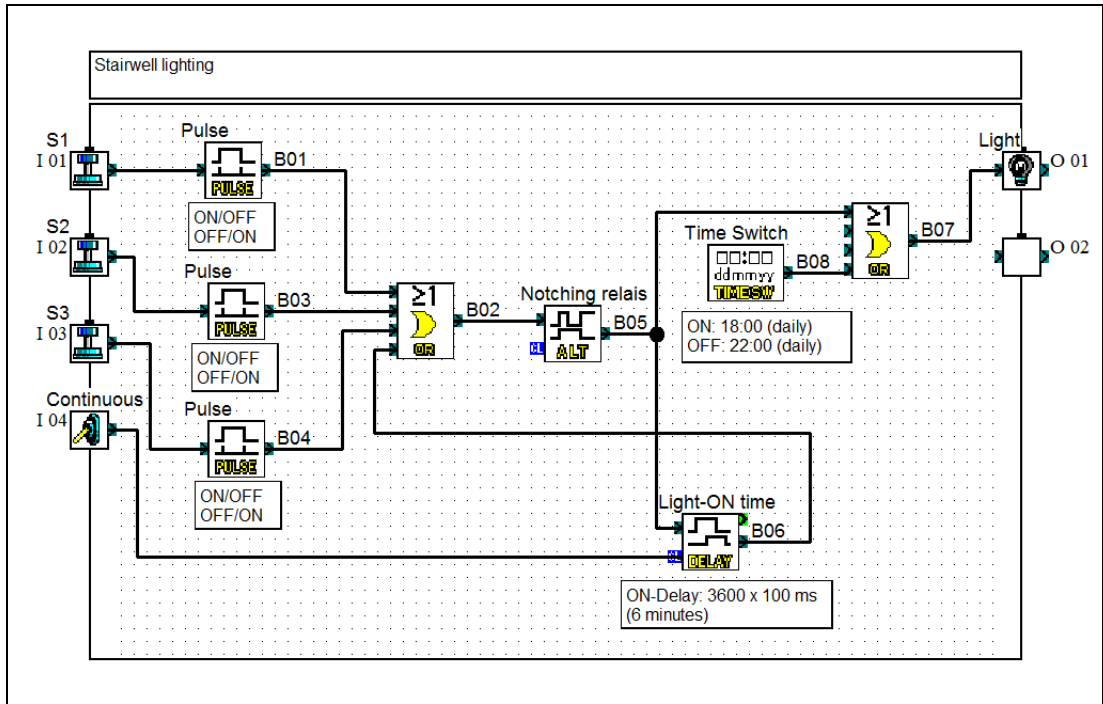 Stairwell lighting
S1
I 01
Pulse
PULSE
B01
ON/OFF
OFF/ON
S2
I 02
Pulse
PULSE
B03
ON/OFF
OFF/ON
S3
I 03
Pulse
PULSE
B04
ON/OFF
OFF/ON
Continuous
I 04
≥1
OR
B02
Notching relais
CL
ALT
B05
Time Switch
00:00
ddmmyy
TIMESW
B08
ON: 18:00 (daily)
OFF: 22:00 (daily)
≥1
OR
B07
Light
O 01
O 02
Light-ON time
CL
DELAY
B06
ON-Delay: 3600 x 100 ms
(6 minutes)